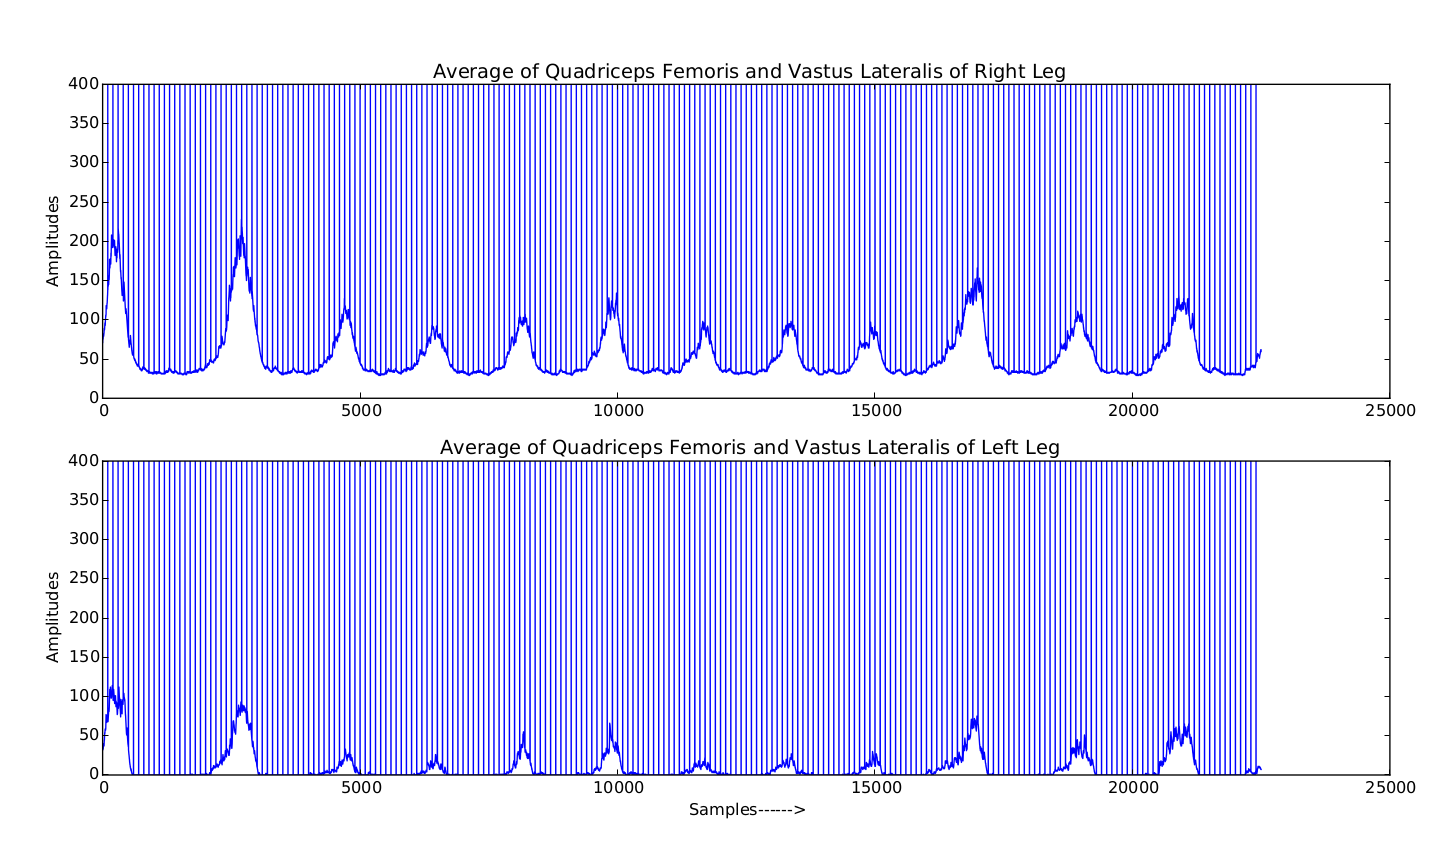 Average of Quadriceps Femoris and Vastus Lateralis of Right Leg
400
350
300
250
200
150
100
50
0
Amplitudes
0 5000 10000 15000 20000 25000
Average of Quadriceps Femoris and Vastus Lateralis of Left Leg
400
350
300
250
200
150
100
50
0
Amplitudes
0 5000 10000 15000 20000 25000
Samples------>